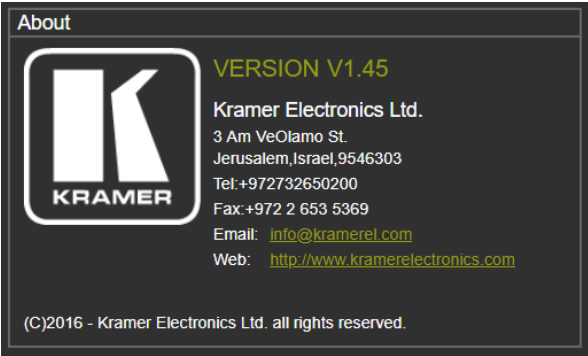 About
KRAMER
VERSION V1.45
Kramer Electronics Ltd.
3 Am VeOlamo St.
Jerusalem,Israel,9546303
Tel:+972732650200
Fax:+972 2 653 5369
Email: info@kramerel.com
Web: http://www.kramerelectronics.com
(C)2016 - Kramer Electronics Ltd. all rights reserved.